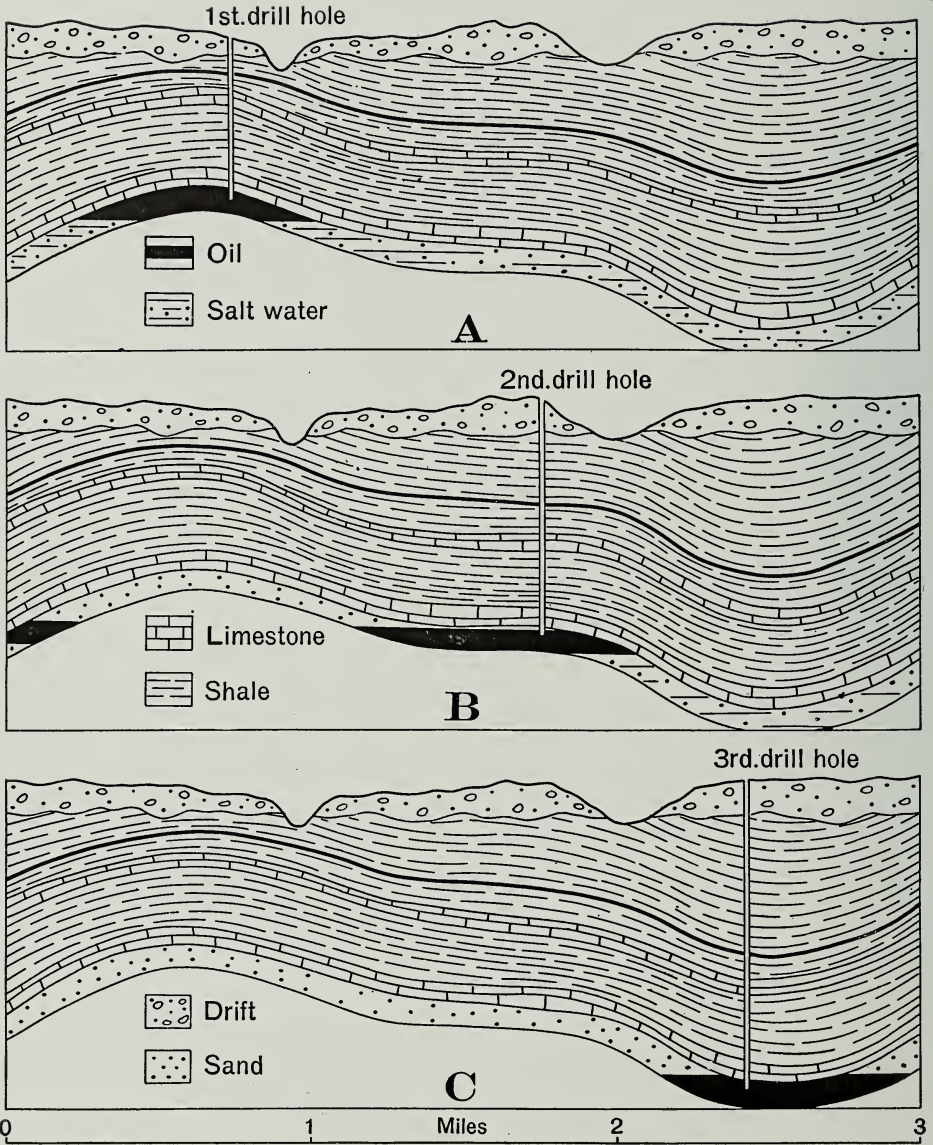 1st.drill hole
Oil
Salt water
A
2nd.drill hole
Limestone
Shale
B
3rd.drill hole
Drift
Sand
C
0 1 Miles 2 3